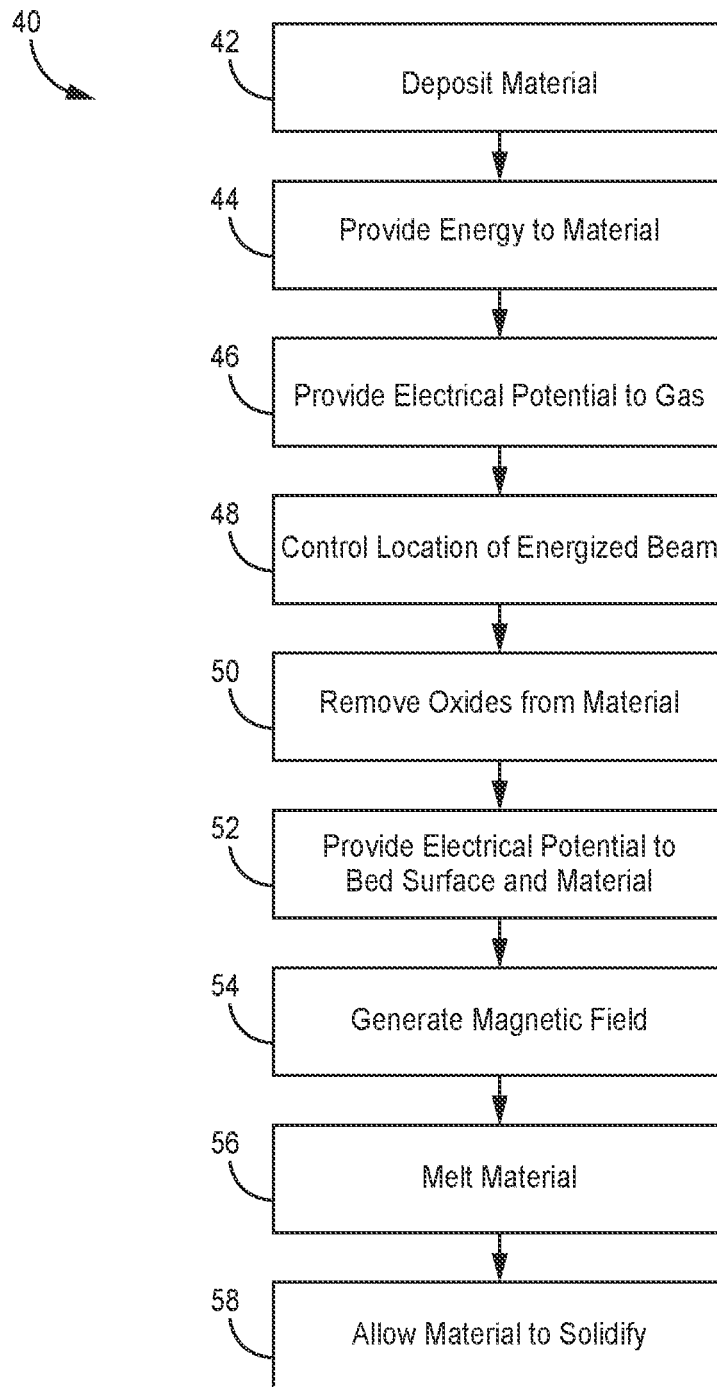 40
42
Deposit Material
44
Provide Energy to Material
46
Provide Electrical Potential to Gas
48
Control Location of Energized Beam
50
Remove Oxides from Material
52
Provide Electrical Potential to
Bed Surface and Material
54
Generate Magnetic Field
56
Melt Material
58
Allow Material to Solidify